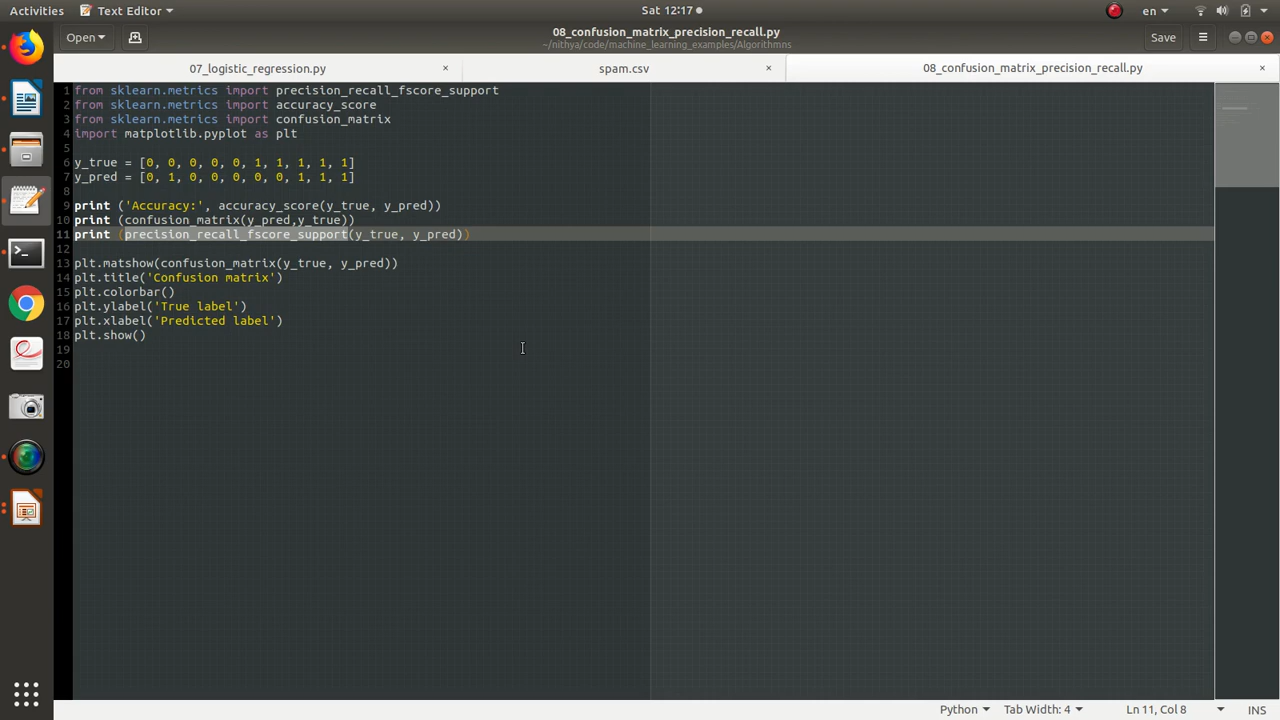 Activities Text Editor Sat 12:17 en
Open 08_confusion_matrix_precision_recall.py Save
~/nithya/code/machine_learning_examples/Algorithmns
07_logistic_regression.py spam.csv 08_confusion_matrix_precision_recall.py
1 from sklearn.metrics import precision_recall_fscore_support
2 from sklearn.metrics import accuracy_score
3 from sklearn.metrics import confusion_matrix
4 import matplotlib.pyplot as plt
5
6 y_true = [0, 0, 0, 0, 0, 1, 1, 1, 1, 1]
7 y_pred = [0, 1, 0, 0, 0, 0, 0, 1, 1, 1]
8
9 print ('Accuracy:', accuracy_score(y_true, y_pred))
10 print (confusion_matrix(y_pred,y_true))
11 print (precision_recall_fscore_support(y_true, y_pred))
12
13 plt.matshow(confusion_matrix(y_true, y_pred))
14 plt.title('Confusion matrix')
15 plt.colorbar()
16 plt.ylabel('True label')
17 plt.xlabel('Predicted label')
18 plt.show()
19
20
Python Tab Width: 4 Ln 11, Col 8 INS